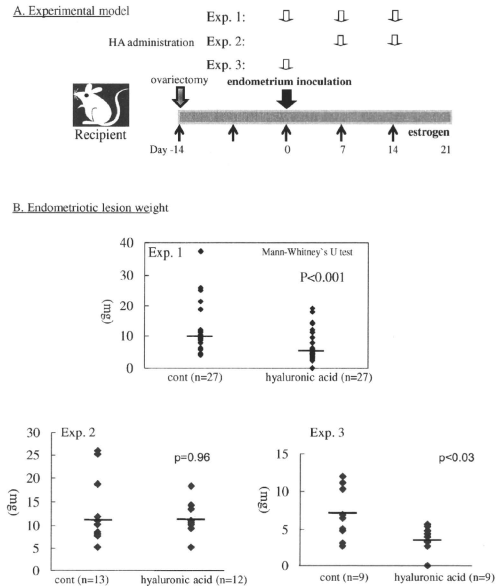 A. Experimental model
Exp. 1:
HA administration Exp. 2:
Exp. 3:
ovariectomy endometrium inoculation
Recipient
estrogen
Day -14 0 7 14 21
B. Endometriotic lesion weight
40
30
20
10
0
(mg)
Exp. 1 Mann-Whitney's U test
P<0.001
cont (n=27) hyaluronic acid (n=27)
30
25
20
15
10
5
0
(mg)
Exp. 2
p=0.96
cont (n=13) hyaluronic acid (n=12)
Exp. 3
15
10
5
0
(mg)
p<0.03
cont (n=9) hyaluronic acid (n=9)